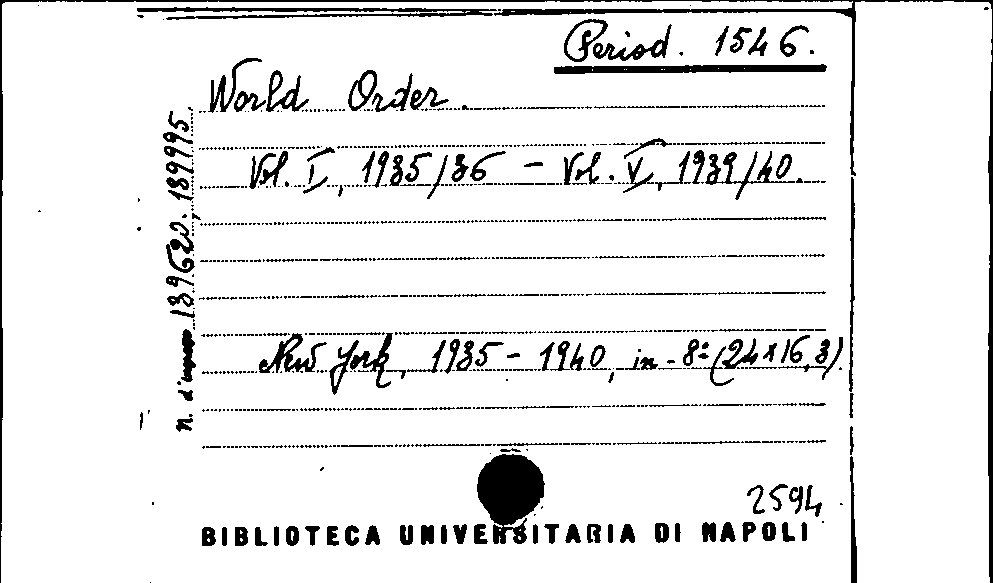 Period. 1546.
World Order.
Vol. I, 1935/36 - Vol. V, 1939/40.
New York, 1935 - 1940, in-8° (24x16,3).
n. d'ingresso 139620; 189995
2594
BIBLIOTECA UNIVERSITARIA DI NAPOLI